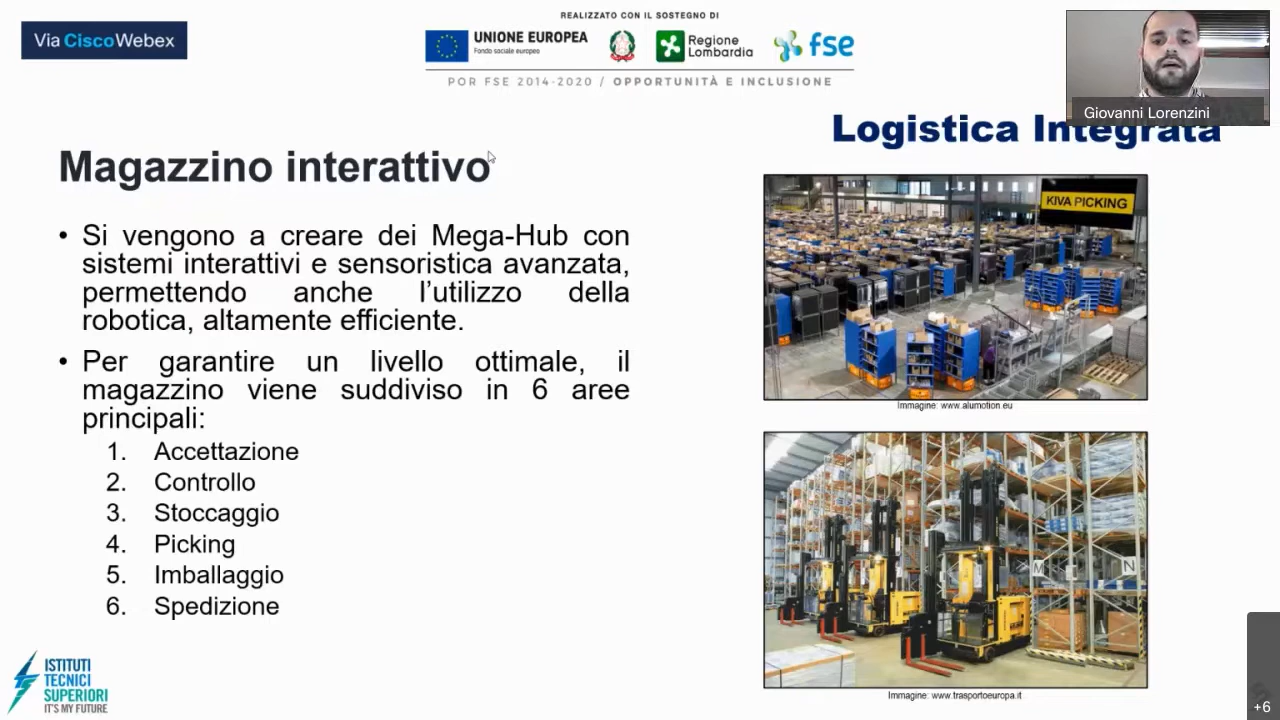 REALIZZATO CON IL SOSTEGNO DI
Via CiscoWebex
UNIONE EUROPEA
Fondo sociale europeo
Regione
Lombardia
fse
POR FSE 2014-2020 / OPPORTUNITÀ E INCLUSIONE
Giovanni Lorenzini
Logistica Integrata
Magazzino interattivo
• Si vengono a creare dei Mega-Hub con
sistemi interattivi e sensoristica avanzata,
permettendo anche l'utilizzo della
robotica, altamente efficiente.
• Per garantire un livello ottimale, il
magazzino viene suddiviso in 6 aree
principali:
1. Accettazione
2. Controllo
3. Stoccaggio
4. Picking
5. Imballaggio
6. Spedizione
KIVA PICKING
Immagine: www.alumotion.eu
M
N
Immagine: www.trasportoeuropa.it
ISTITUTI
TECNICI
SUPERIORI
IT'S MY FUTURE
+6